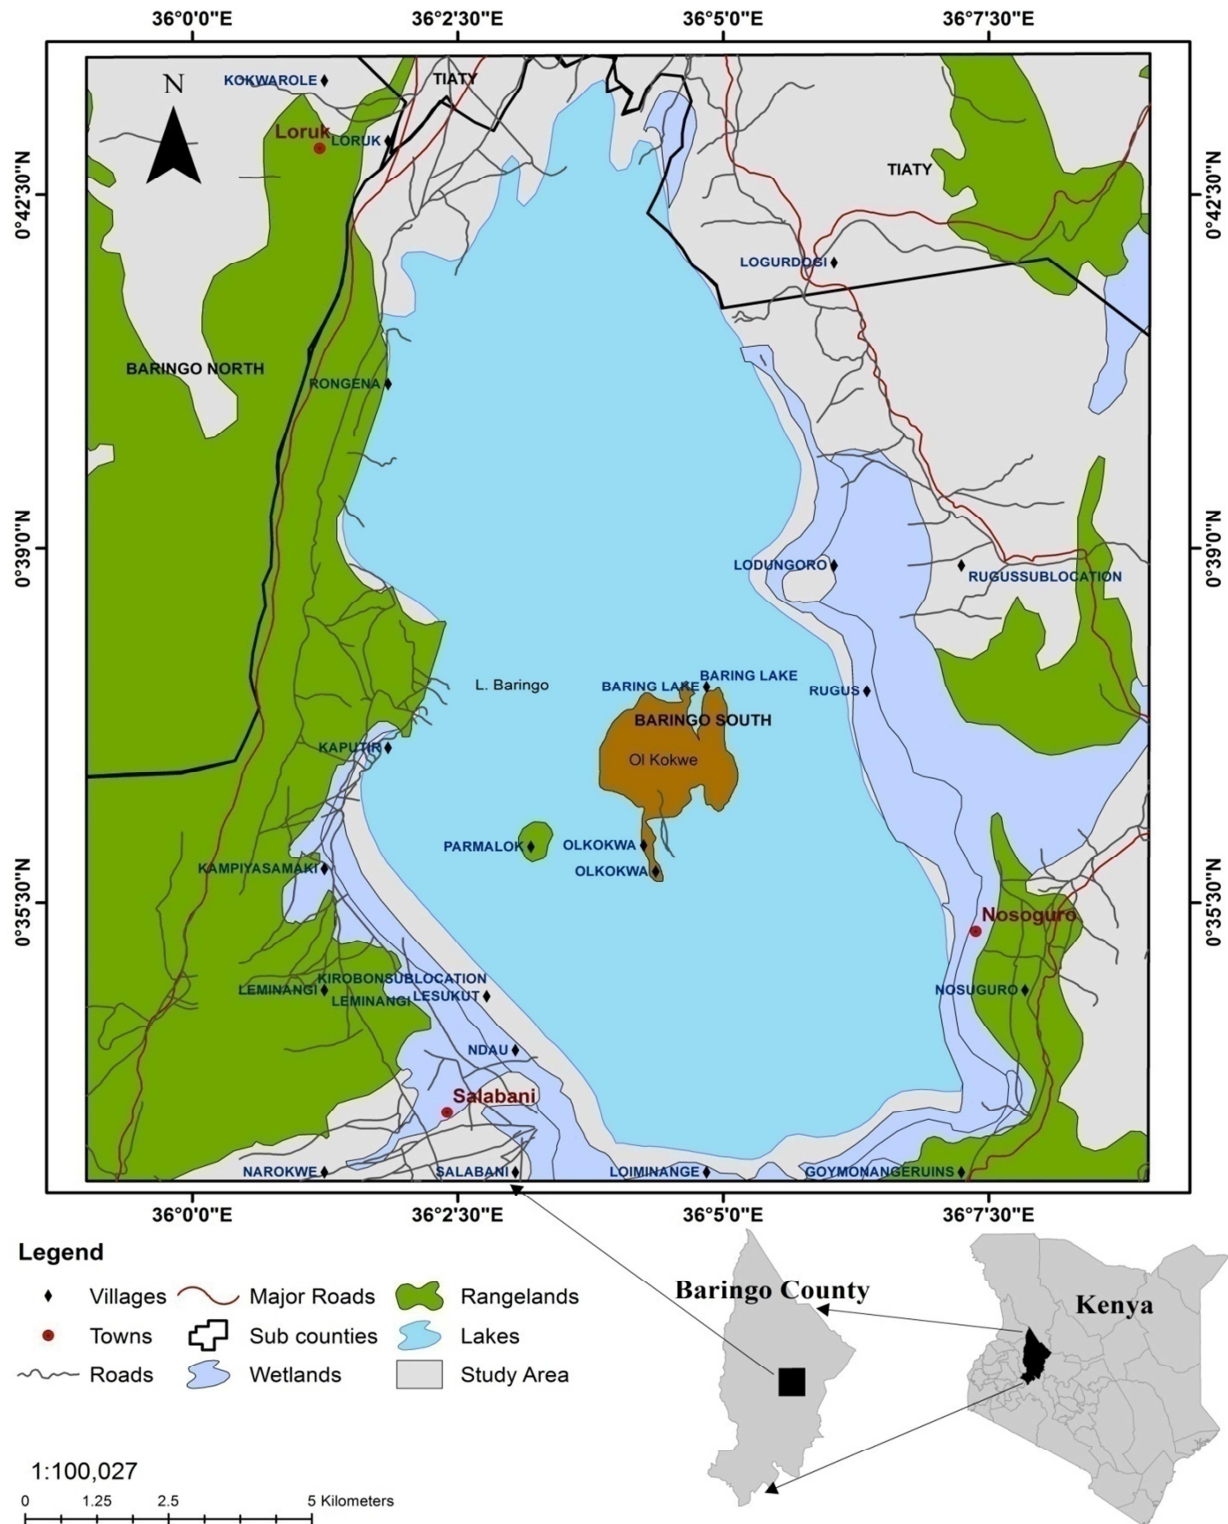 36°0'0"E 36°2'30"E 36°5'0"E 36°7'30"E
N
KOKWAROLE
TIATY
Loruk
LORUK
TIATY
0°42'30"N 0°42'30"N
LOGURDOGI
BARINGO NORTH
RONGENA
0°39'0"N 0°39'0"N
LODUNGORO
RUGUSSUBLOCATION
L. Baringo
BARING LAKE
BARING LAKE
RUGUS
BARINGO SOUTH
KAPUTIR
Ol Kokwe
PARMALOK
OLKOKWA
KAMPIYASAMAKI
OLKOKWA
0°35'30"N 0°35'30"N
Nosoguro
KIROBONSUBLOCATION
LEMINANGI
LEMINANGI
LESUKUT
NOSUGURO
NDAU
Salabani
NAROKWE
SALABANI
LOIMINANGE
GOYMONANGERUINS
36°0'0"E 36°2'30"E 36°5'0"E 36°7'30"E
Legend
Villages Major Roads Rangelands
Towns Sub counties Lakes
Roads Wetlands Study Area
Baringo County
Kenya
1:100,027
0 1.25 2.5 5 Kilometers